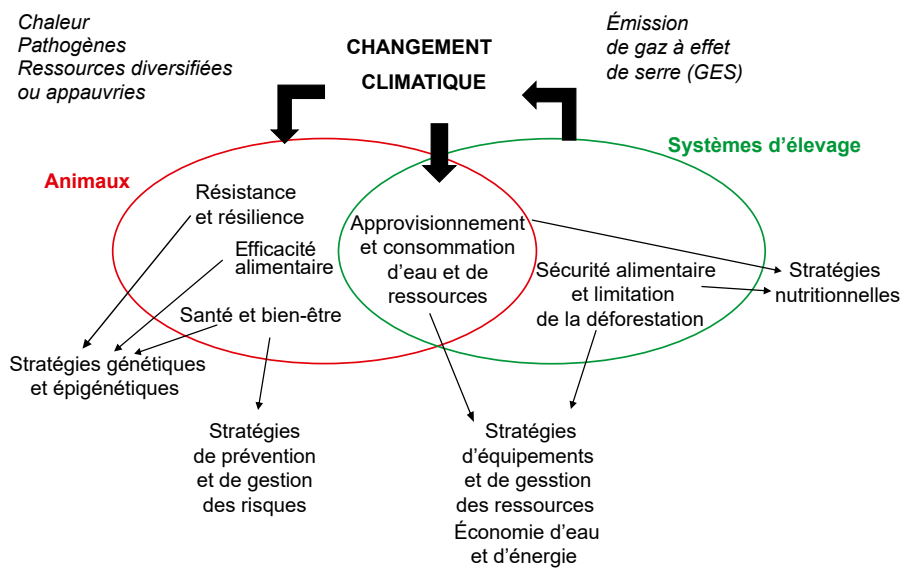 Chaleur
Pathogènes
Ressources diversifiées
ou appauvries
CHANGEMENT
CLIMATIQUE
Émission
de gaz à effet
de serre (GES)
Systèmes d’élevage
Animaux
Résistance
et résilience
Efficacité
alimentaire
Santé et bien-être
Approvisionnement
et consommation
d’eau et de
ressources
Sécurité alimentaire
et limitation
de la déforestation
Stratégies
nutritionnelles
Stratégies génétiques
et épigénétiques
Stratégies
de prévention
et de gestion
des risques
Stratégies
d’équipements
et de gesstion
des ressources
Économie d’eau
et d’énergie